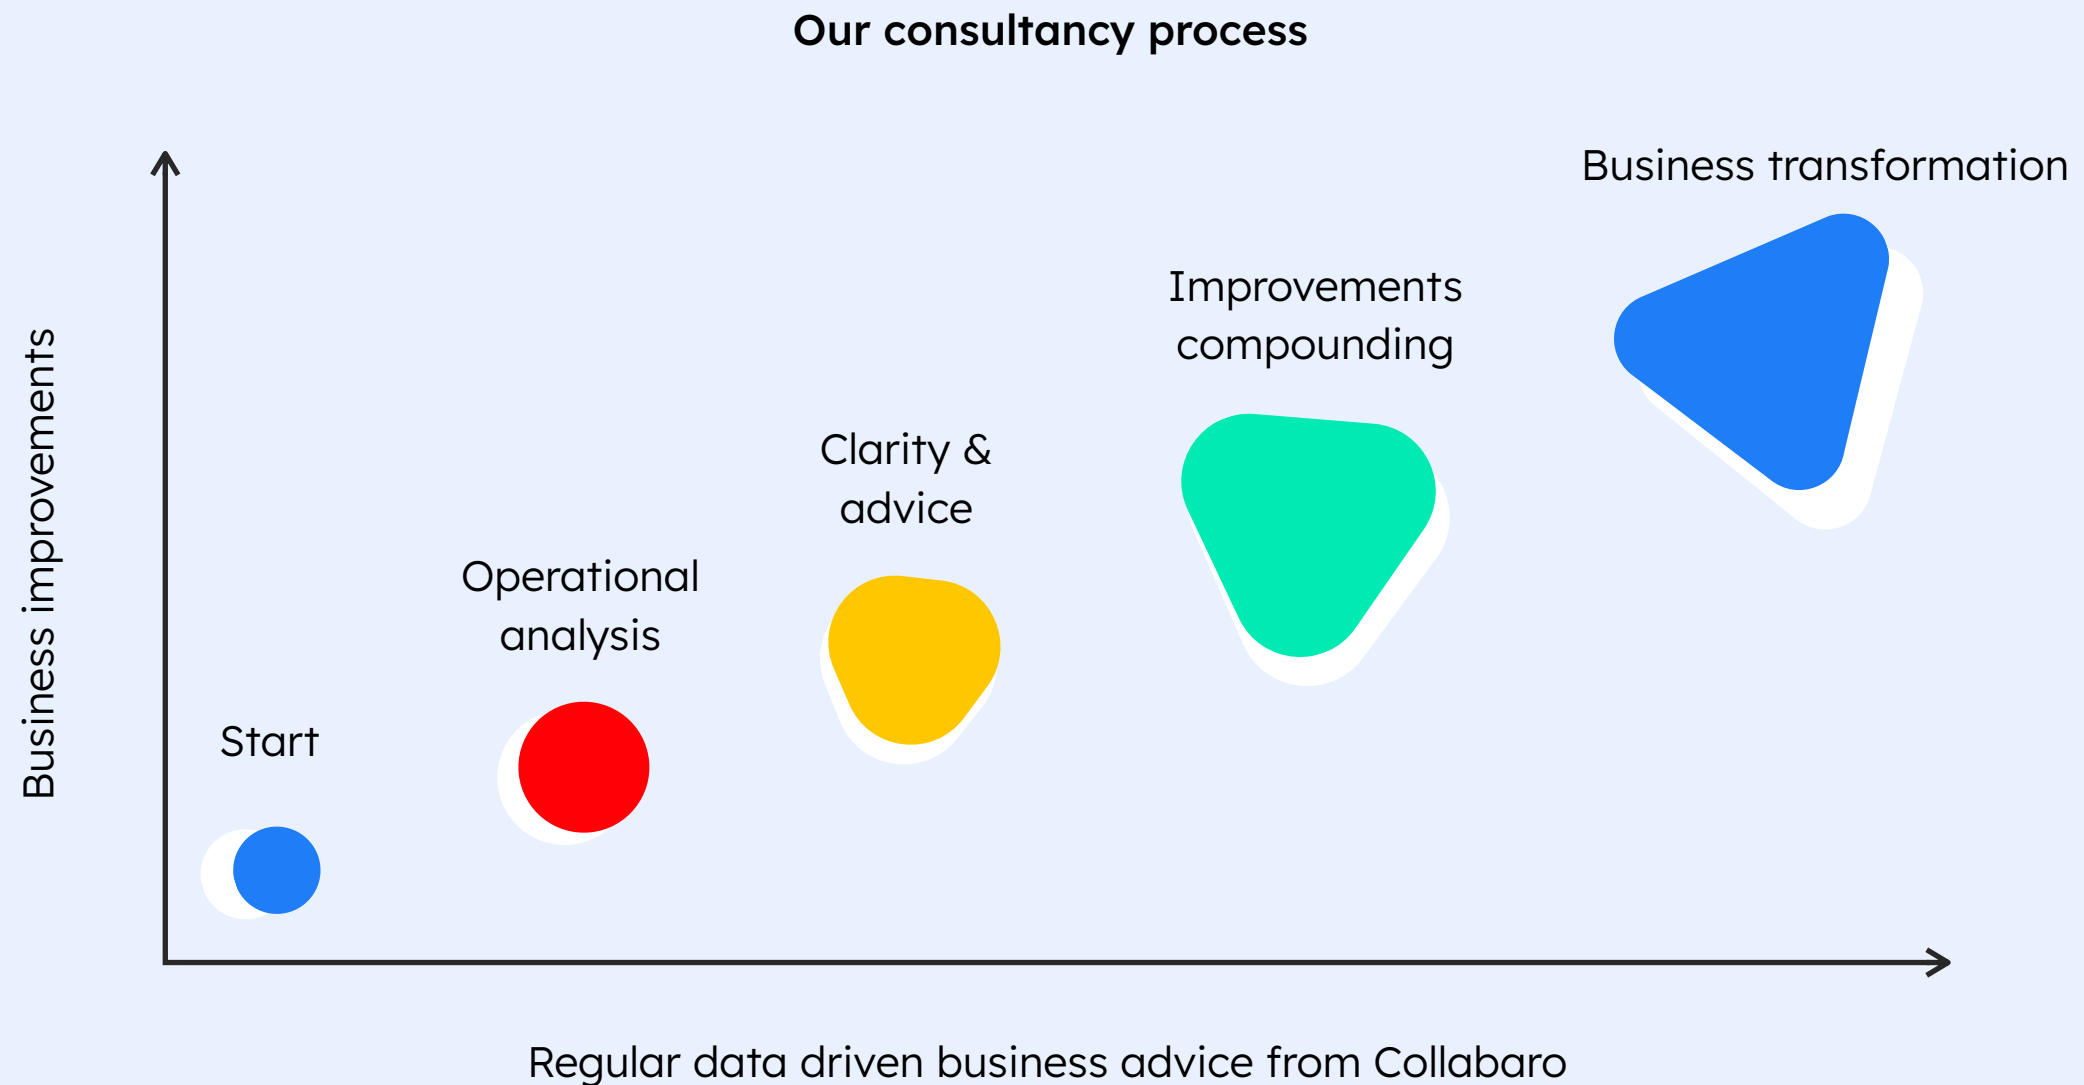 Our consultancy process
Business transformation
Improvements
compounding
Clarity &
advice
Operational
analysis
Start
Business improvements
Regular data driven business advice from Collabaro